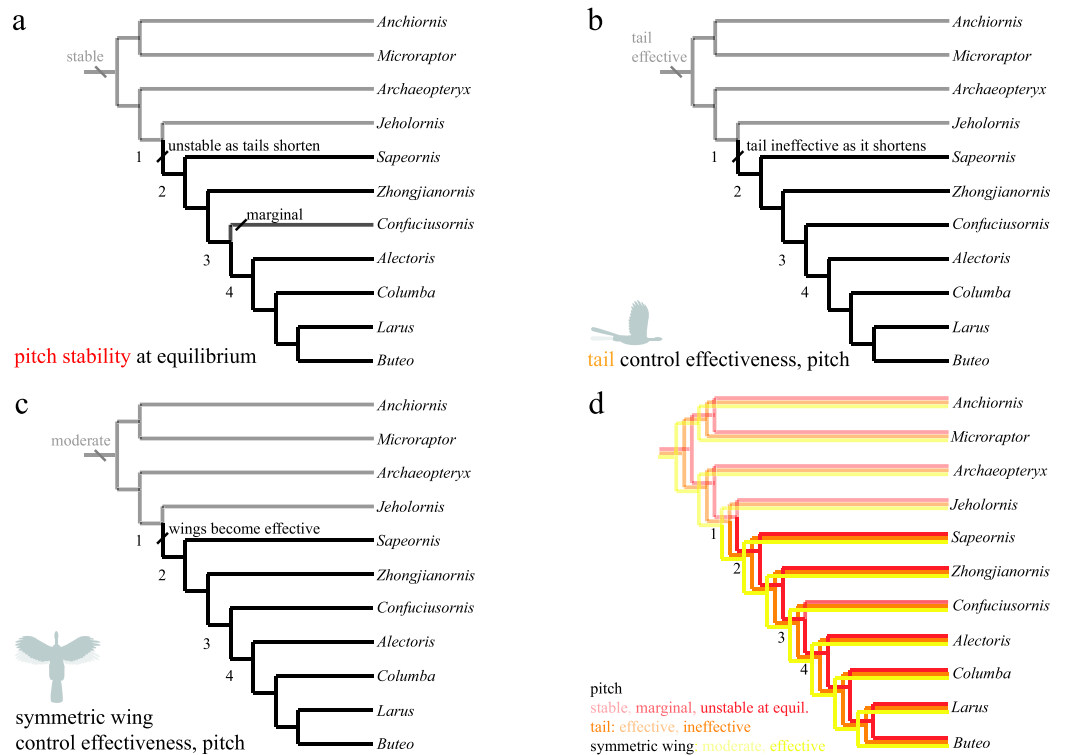 a
stable
Anchiornis
Microraptor
Archaeopteryx
Jeholornis
1
unstable as tails shorten
Sapeornis
2
Zhongjianornis
marginal
Confuciusornis
3
Alectoris
4
Columba
Larus
pitch stability at equilibrium
Buteo
b
tail
effective
Anchiornis
Microraptor
Archaeopteryx
Jeholornis
1
tail ineffective as it shortens
Sapeornis
2
Zhongjianornis
Confuciusornis
3
Alectoris
4
Columba
Larus
tail control effectiveness, pitch
Buteo
c
moderate
Anchiornis
Microraptor
Archaeopteryx
Jeholornis
1
wings become effective
Sapeornis
2
Zhongjianornis
Confuciusornis
3
Alectoris
4
Columba
Larus
Buteo
symmetric wing
control effectiveness, pitch
d
Anchiornis
Microraptor
Archaeopteryx
Jeholornis
1
Sapeornis
2
Zhongjianornis
Confuciusornis
3
Alectoris
4
Columba
Larus
Buteo
pitch
stable, marginal, unstable at equil.
tail: effective, ineffective
symmetric wing: moderate, effective